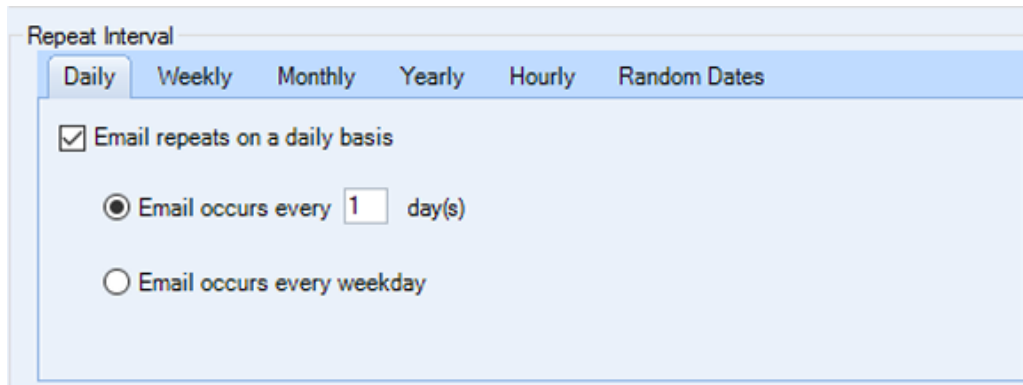 Repeat Interval
Daily Weekly Monthly Yearly Hourly Random Dates
Email repeats on a daily basis
Email occurs every 1 day(s)
Email occurs every weekday